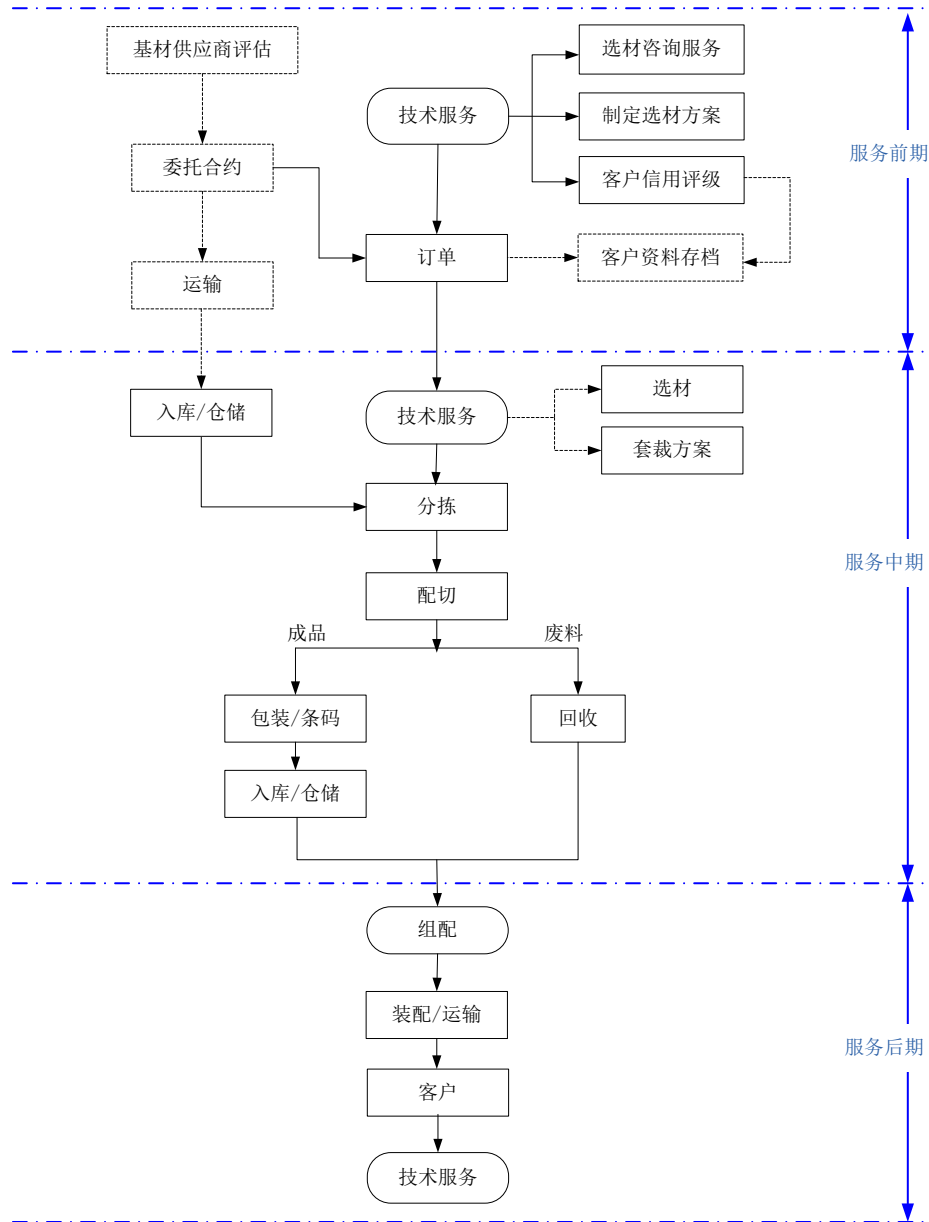 基材供应商评估
选材咨询服务
技术服务
制定选材方案
服务前期
委托合约
客户信用评级
订单
客户资料存档
运输
入库/仓储
技术服务
选材
套裁方案
分拣
服务中期
配切
成品
废料
包装/条码
回收
入库/仓储
组配
装配/运输
服务后期
客户
技术服务